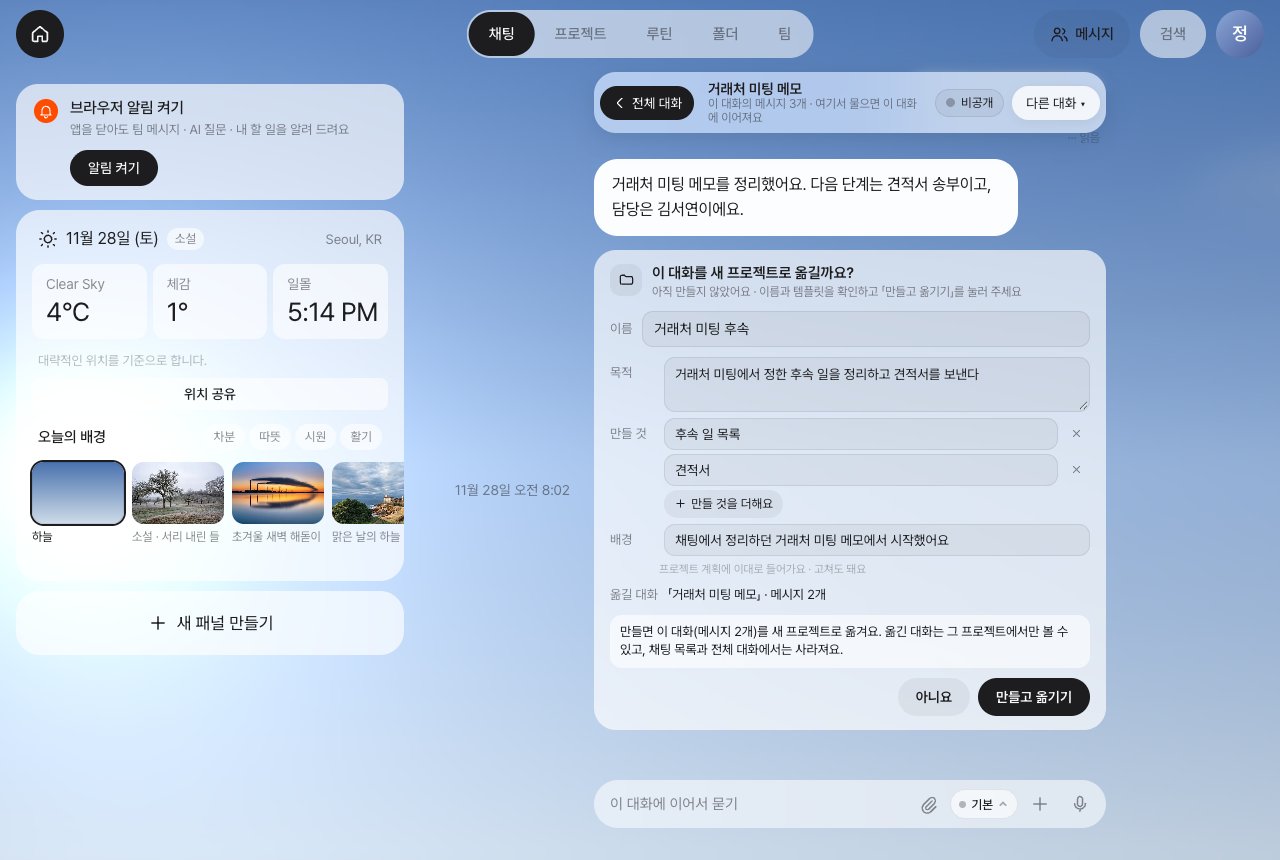 채팅
프로젝트
루틴
폴더
팀
메시지
검색
정
브라우저 알림 켜기
앱을 닫아도 팀 메시지 · AI 질문 · 내 할 일을 알려 드려요
알림 켜기
11월 28일 (토)
소설
Seoul, KR
Clear Sky
4°C
체감
1°
일몰
5:14 PM
대략적인 위치를 기준으로 합니다.
위치 공유
오늘의 배경
차분
따뜻
시원
활기
하늘
소설 · 서리 내린 들
초겨울 새벽 해돋이
맑은 날의 하늘
새 패널 만들기
11월 28일 오전 8:02
전체 대화
거래처 미팅 메모
이 대화의 메시지 3개 · 여기서 물으면 이 대화
에 이어져요
비공개
다른 대화
— 읽음
거래처 미팅 메모를 정리했어요. 다음 단계는 견적서 송부이고,
담당은 김서연이에요.
이 대화를 새 프로젝트로 옮길까요?
아직 만들지 않았어요 · 이름과 템플릿을 확인하고 「만들고 옮기기」를 눌러 주세요
이름
거래처 미팅 후속
목적
거래처 미팅에서 정한 후속 일을 정리하고 견적서를 보낸다
만들 것
후속 일 목록
견적서
만들 것을 더해요
배경
채팅에서 정리하던 거래처 미팅 메모에서 시작했어요
프로젝트 계획에 이대로 들어가요 · 고쳐도 돼요
옮길 대화
「거래처 미팅 메모」 · 메시지 2개
만들면 이 대화(메시지 2개)를 새 프로젝트로 옮겨요. 옮긴 대화는 그 프로젝트에서만 볼 수
있고, 채팅 목록과 전체 대화에서는 사라져요.
아니요
만들고 옮기기
이 대화에 이어서 묻기
기본